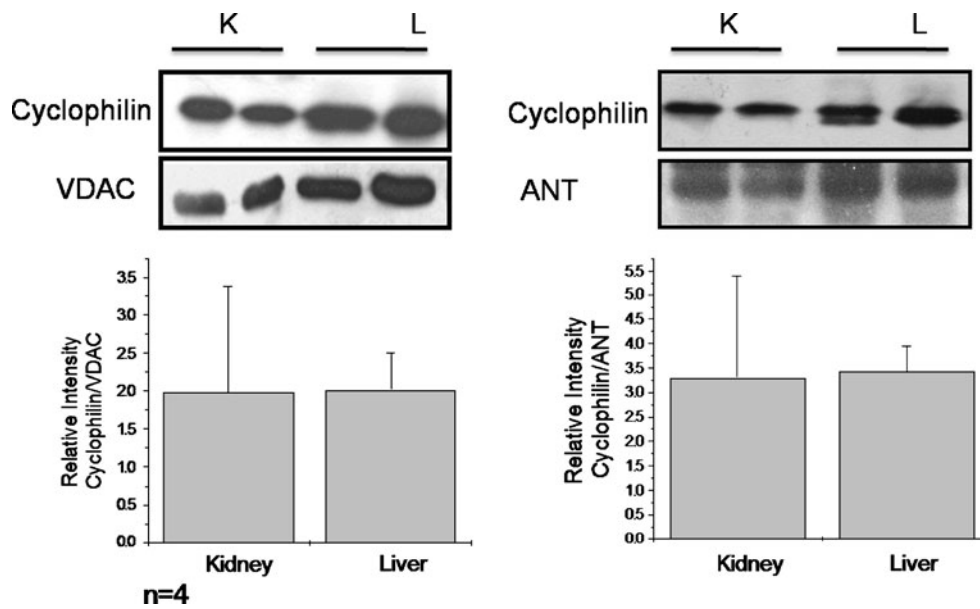 K L
Cyclophilin
VDAC
3.5
3.0
2.5
2.0
1.5
1.0
0.5
0.0
Relative Intensity
Cyclophilin/VDAC
Kidney Liver
n=4
K L
Cyclophilin
ANT
5.5
5.0
4.5
4.0
3.5
3.0
2.5
2.0
1.5
1.0
0.5
0.0
Relative Intensity
Cyclophilin/ANT
Kidney Liver